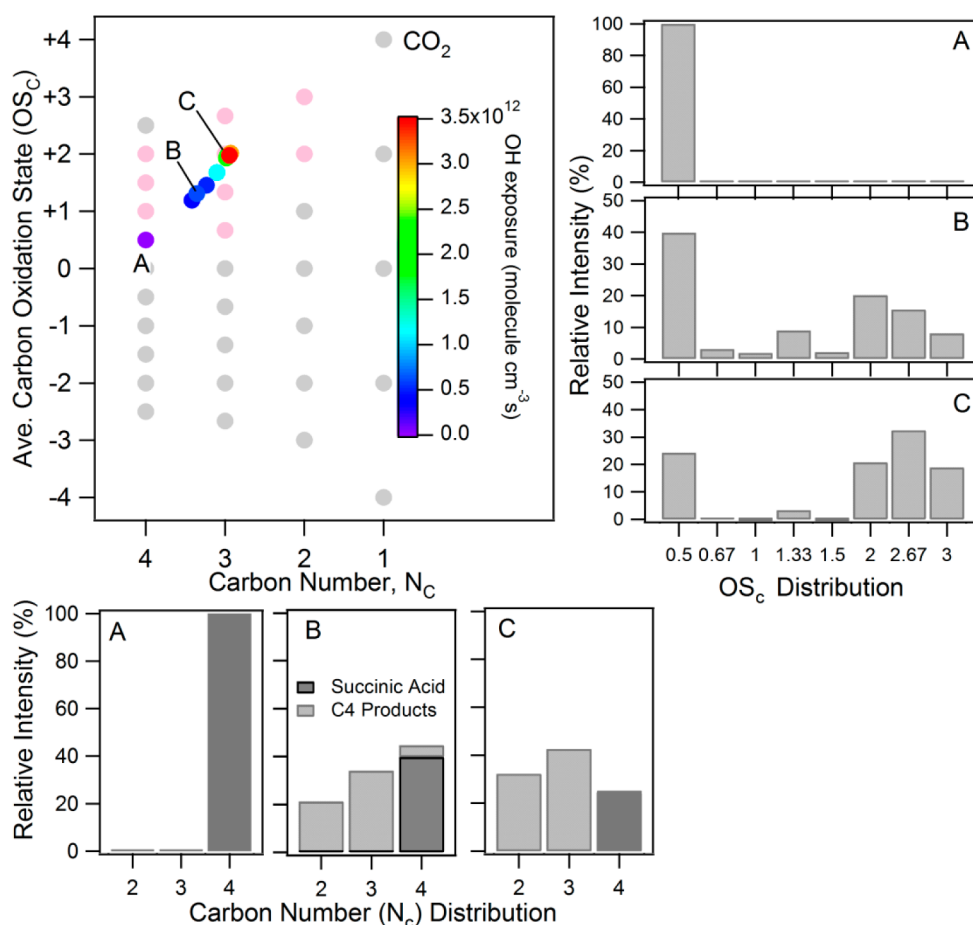 +4
+3
+2
+1
0
-1
-2
-3
-4
Ave. Carbon Oxidation State (OSC)
CO2
C
B
A
3.5x10^12
3.0
2.5
2.0
1.5
1.0
0.5
0.0
OH exposure (molecule cm^-3 s)
4 3 2 1
Carbon Number, NC
Relative Intensity (%)
100
80
60
40
20
0
A
50
40
30
20
10
0
B
50
40
30
20
10
0
C
0.5 0.67 1 1.33 1.5 2 2.67 3
OSc Distribution
Relative Intensity (%)
100
80
60
40
20
0
A
B
Succinic Acid
C4 Products
C
2 3 4
2 3 4
2 3 4
Carbon Number (Nc) Distribution